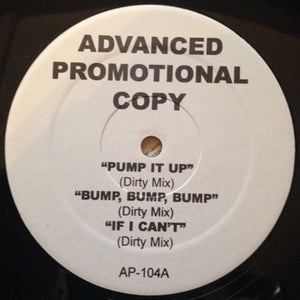 ADVANCED
PROMOTIONAL
COPY
“PUMP IT UP”
(Dirty Mix)
“BUMP, BUMP, BUMP”
(Dirty Mix)
“IF I CAN'T”
(Dirty Mix)
AP-104A